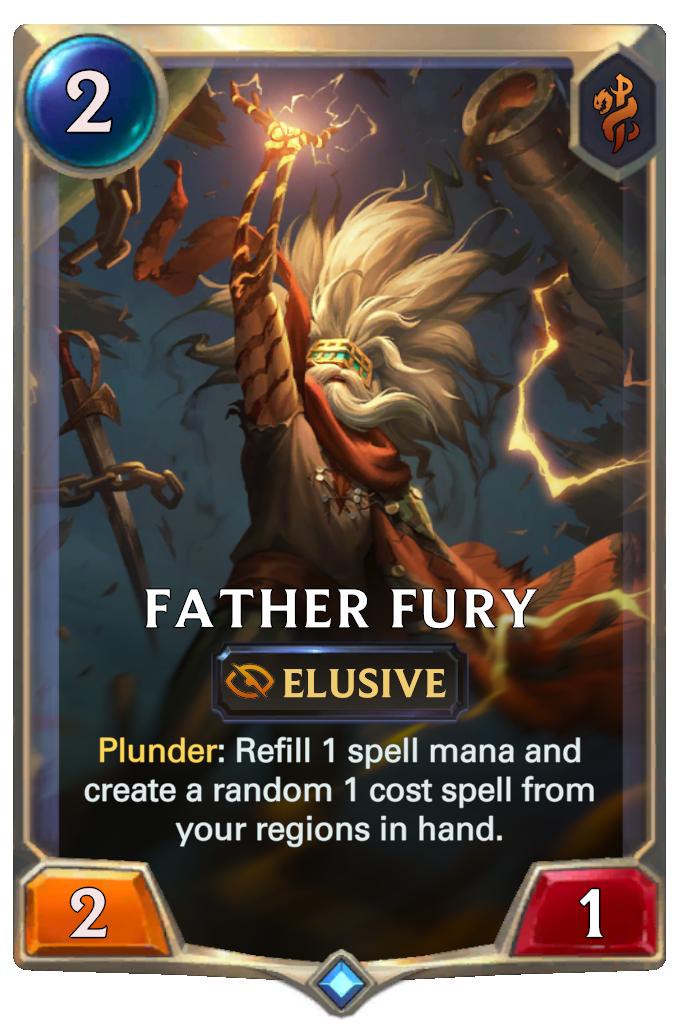 2
FATHER FURY
ELUSIVE
Plunder: Refill 1 spell mana and
create a random 1 cost spell from
your regions in hand.
2
1